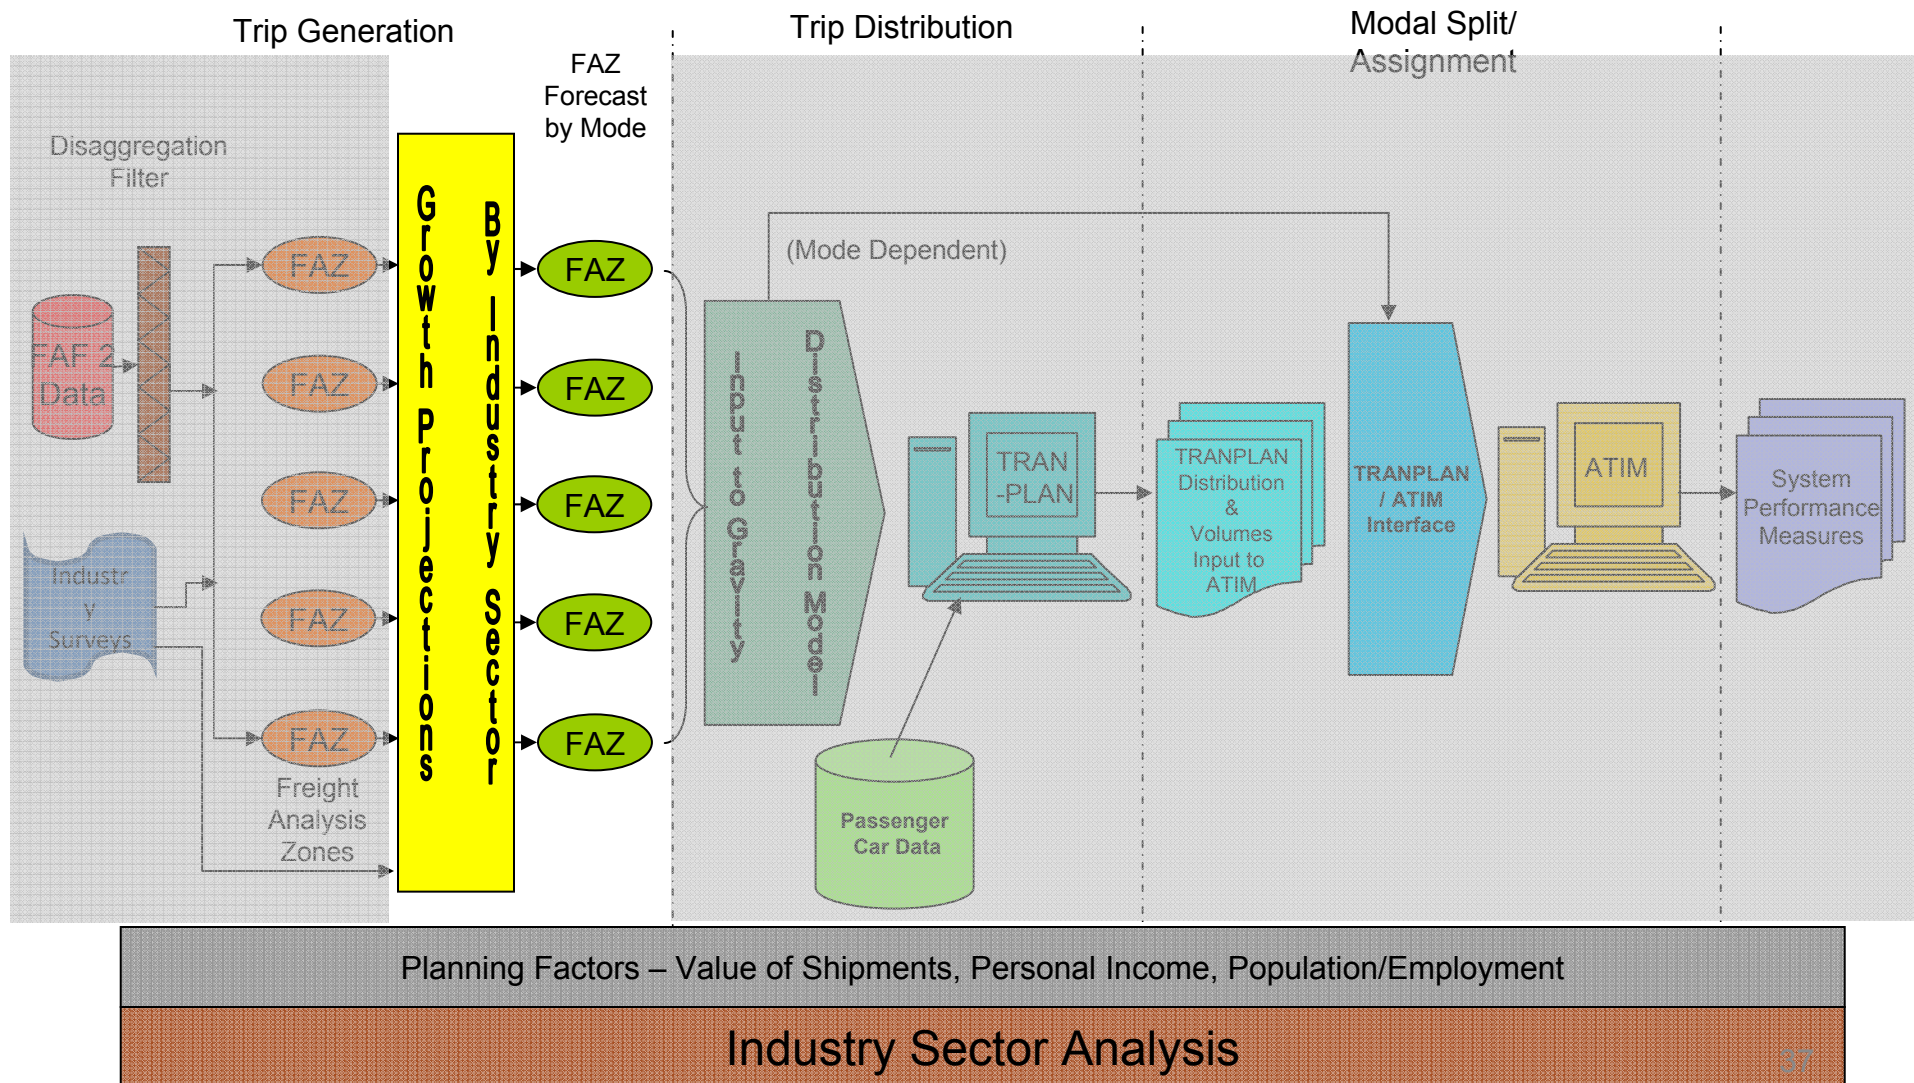 Trip Generation
Trip Distribution
Modal Split/
Assignment
FAZ
Forecast
by Mode
Disaggregation
Filter
FAF 2
Data
Industr
y
Surveys
FAZ
FAZ
FAZ
FAZ
FAZ
Freight
Analysis
Zones
Growth Projections
By Industry Sector
FAZ
FAZ
FAZ
FAZ
FAZ
(Mode Dependent)
Input to Gravity
Distribution Model
TRAN
-PLAN
Passenger
Car Data
TRANPLAN
Distribution
&
Volumes
Input to
ATIM
TRANPLAN
/ ATIM
Interface
ATIM
System
Performance
Measures
Planning Factors – Value of Shipments, Personal Income, Population/Employment
Industry Sector Analysis
37